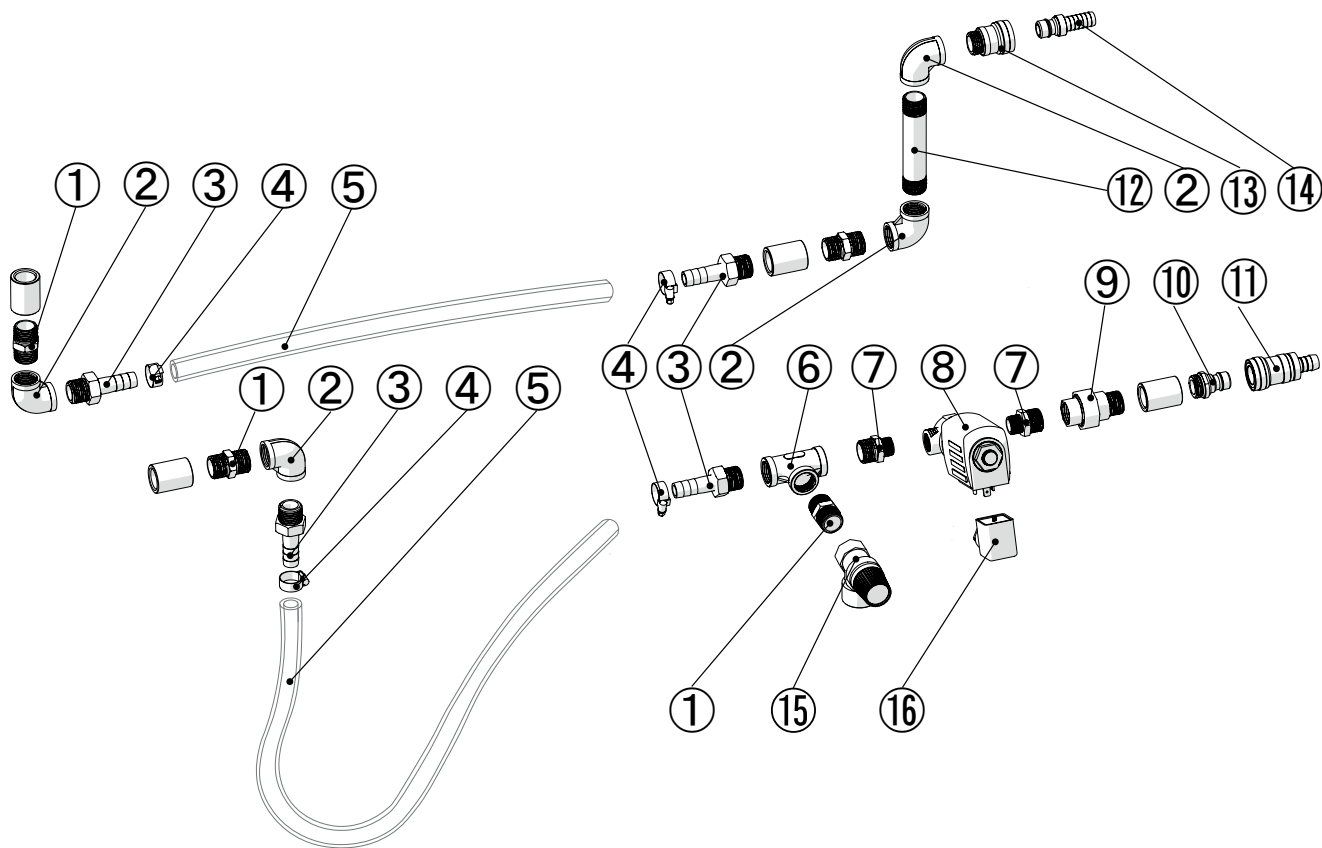 ⑫ ② ⑬ ⑭
① ② ③ ④ ⑤
⑨ ⑩ ⑪
④ ③ ② ⑥ ⑦ ⑧ ⑦
① ② ③ ④ ⑤
① ⑮ ⑯